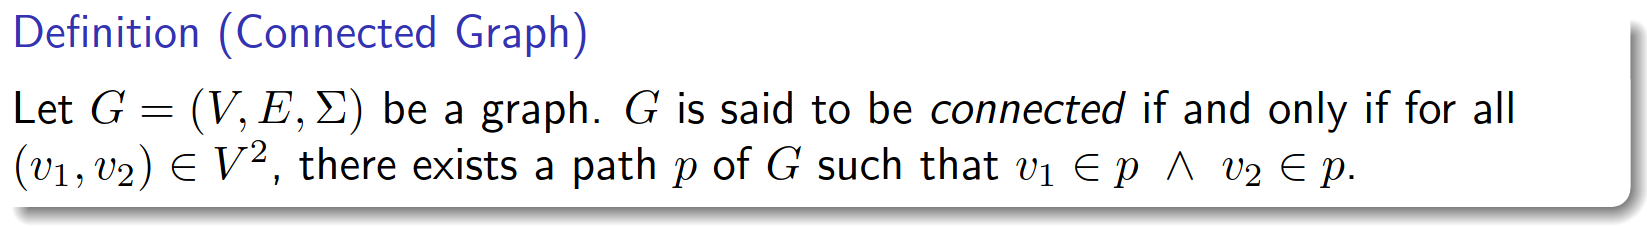 Definition (Connected Graph)
Let G = (V, E, Σ) be a graph. G is said to be connected if and only if for all
(v₁, v₂) ∈ V², there exists a path p of G such that v₁ ∈ p ∧ v₂ ∈ p.